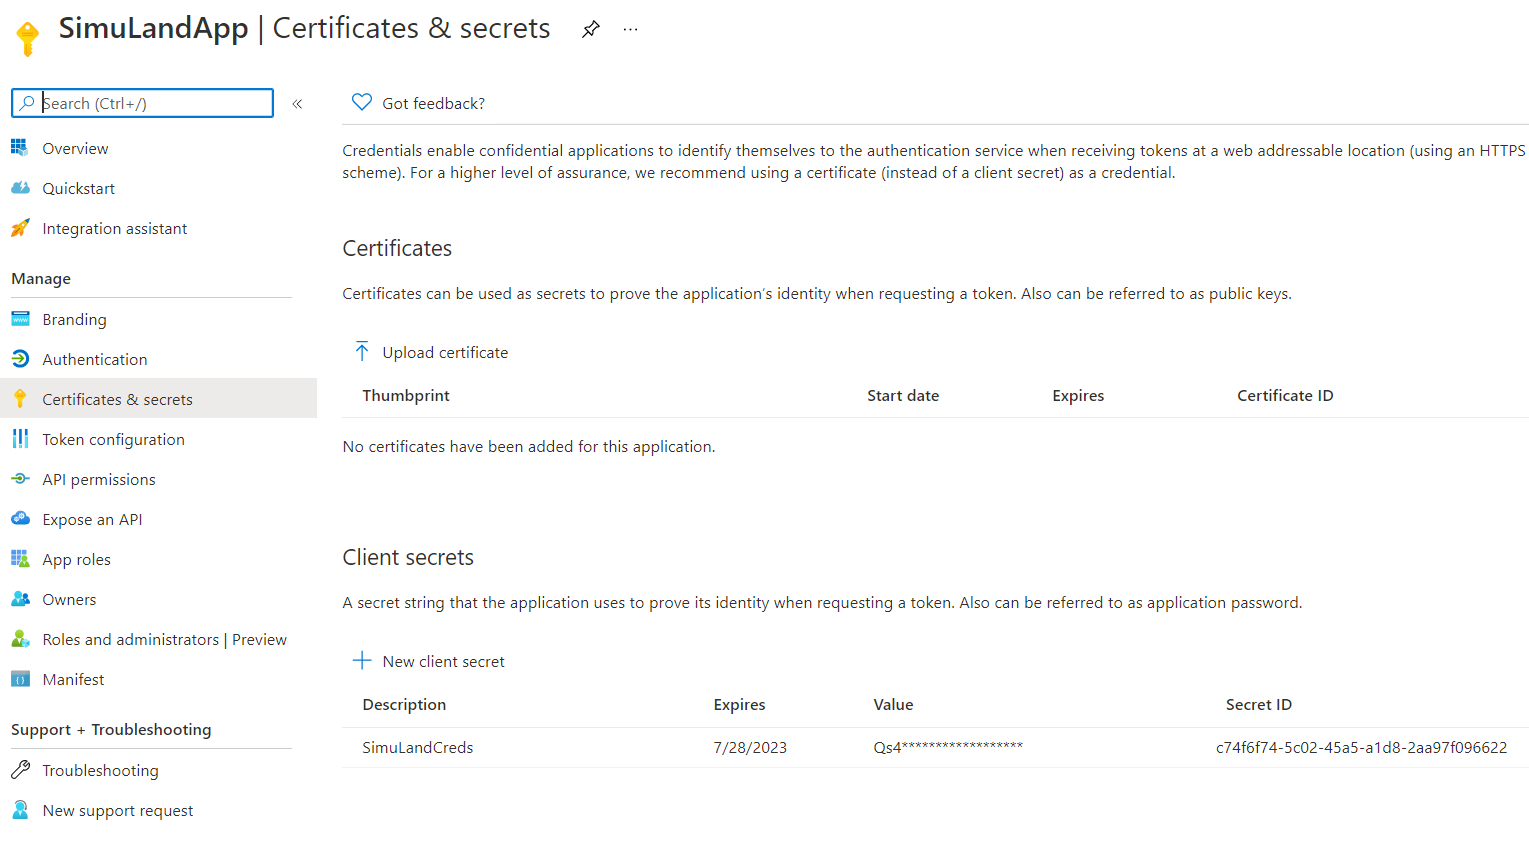 SimuLandApp | Certificates & secrets
Search (Ctrl+/)
Overview
Quickstart
Integration assistant
Manage
Branding
Authentication
Certificates & secrets
Token configuration
API permissions
Expose an API
App roles
Owners
Roles and administrators | Preview
Manifest
Support + Troubleshooting
Troubleshooting
New support request
Got feedback?
Credentials enable confidential applications to identify themselves to the authentication service when receiving tokens at a web addressable location (using an HTTPS
scheme). For a higher level of assurance, we recommend using a certificate (instead of a client secret) as a credential.
Certificates
Certificates can be used as secrets to prove the application's identity when requesting a token. Also can be referred to as public keys.
Upload certificate
Thumbprint Start date Expires Certificate ID
No certificates have been added for this application.
Client secrets
A secret string that the application uses to prove its identity when requesting a token. Also can be referred to as application password.
New client secret
Description Expires Value Secret ID
SimuLandCreds 7/28/2023 Qs4****************** c74f6f74-5c02-45a5-a1d8-2aa97f096622